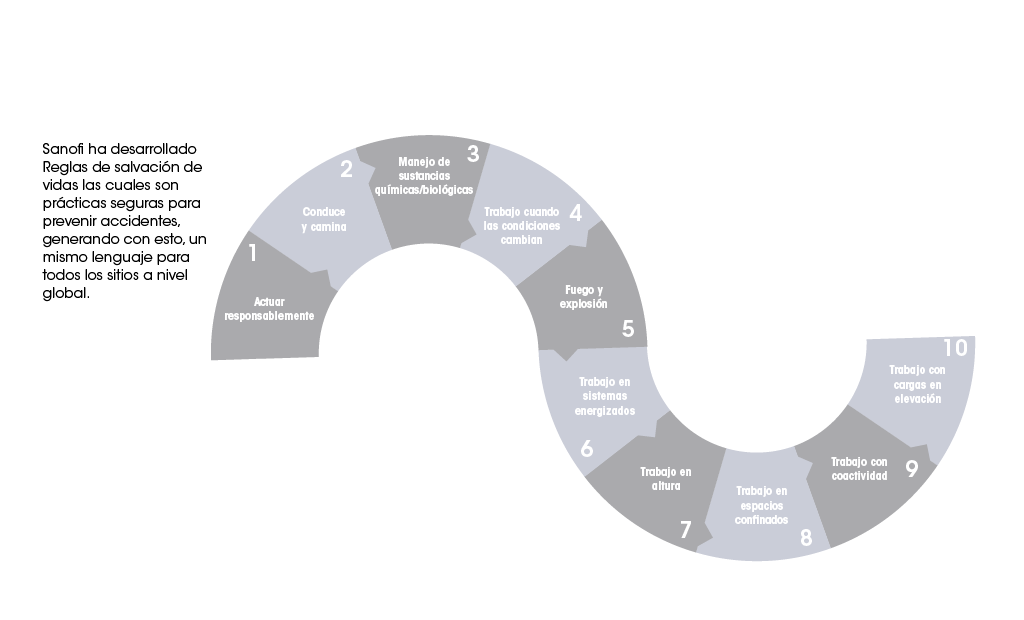 Sanofi ha desarrollado
Reglas de salvación de
vidas las cuales son
prácticas seguras para
prevenir accidentes,
generando con esto, un
mismo lenguaje para
todos los sitios a nivel
global.
1
Actuar
responsablemente
2
Conduce
y camina
3
Manejo de
sustancias
químicas/biológicas
4
Trabajo cuando
las condiciones
cambian
Fuego y
explosión
5
Trabajo en
sistemas
energizados
6
Trabajo en
altura
7
Trabajo en
espacios
confinados
8
Trabajo con
coactividad
9
10
Trabajo con
cargas en
elevación